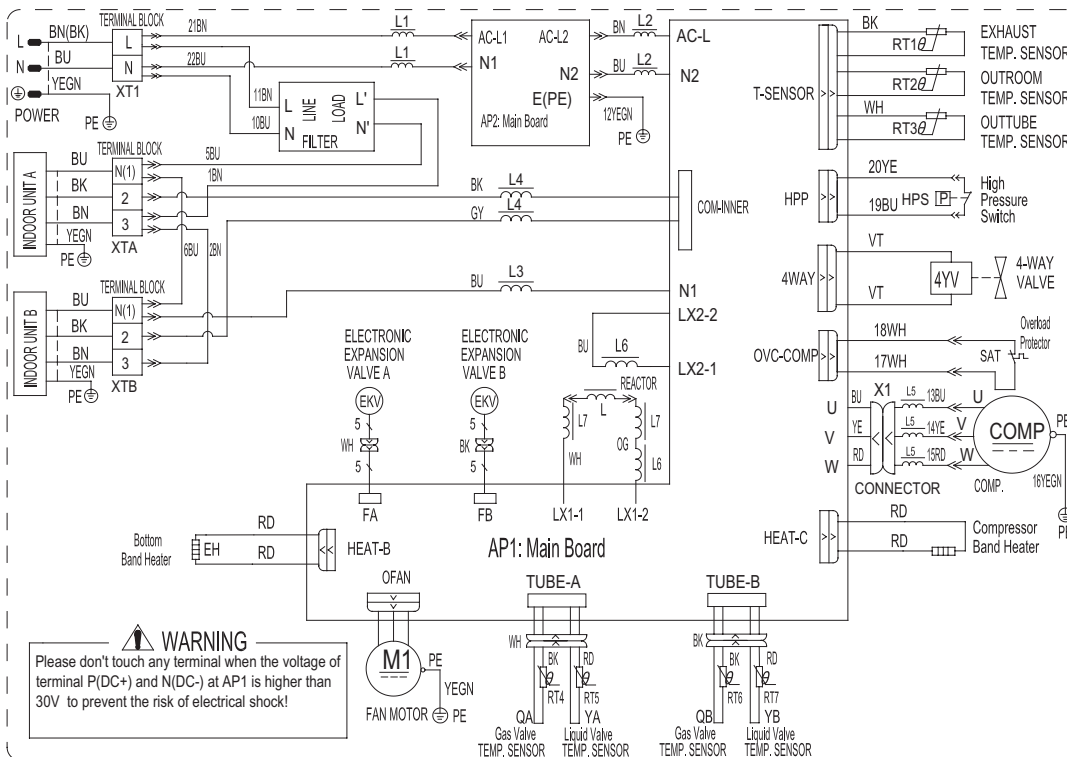 TERMINAL BLOCK
L
BN(BK)
L
21BN
N
BU
N
22BU
YEGN
XT1
POWER
PE
L1
L1
AC-L1
AC-L2
N1
N2
E(PE)
AP2: Main Board
BN
L2
BU
L2
12YEGN
PE
AC-L
N2
11BN
10BU
L
LINE
LOAD
L'
N
N'
FILTER
5BU
1BN
INDOOR UNIT A
TERMINAL BLOCK
BU
N(1)
BK
2
BN
3
YEGN
PE
XTA
6BU
2BN
BK
L4
GY
L4
COM-INNER
INDOOR UNIT B
TERMINAL BLOCK
BU
N(1)
BK
2
BN
3
YEGN
PE
XTB
BU
L3
N1
LX2-2
BU
L6
LX2-1
ELECTRONIC
EXPANSION
VALVE A
EKV
5
WH
5
FA
ELECTRONIC
EXPANSION
VALVE B
EKV
5
BK
5
FB
REACTOR
L
L7
L7
WH
OG
L6
LX1-1
LX1-2
T-SENSOR
BK
RT1θ
EXHAUST
TEMP. SENSOR
RT2θ
OUTROOM
TEMP. SENSOR
WH
RT3θ
OUTTUBE
TEMP. SENSOR
HPP
20YE
19BU
HPS
P
High
Pressure
Switch
4WAY
VT
VT
4YV
4-WAY
VALVE
OVC-COMP
18WH
17WH
SAT
Overload
Protector
X1
U
BU
L5
13BU
U
V
YE
L5
14YE
V
W
RD
L5
15RD
W
CONNECTOR
COMP
COMP.
PE
16YEGN
PE
HEAT-C
RD
RD
Compressor
Band Heater
Bottom
Band Heater
EH
RD
RD
HEAT-B
AP1: Main Board
OFAN
M1
PE
YEGN
FAN MOTOR
PE
TUBE-A
WH
BK
RD
θ
RT4
θ
RT5
QA
YA
Gas Valve
TEMP. SENSOR
Liquid Valve
TEMP. SENSOR
TUBE-B
BK
BK
RD
θ
RT6
θ
RT7
QB
YB
Gas Valve
TEMP. SENSOR
Liquid Valve
TEMP. SENSOR
WARNING
Please don't touch any terminal when the voltage of
terminal P(DC+) and N(DC-) at AP1 is higher than
30V to prevent the risk of electrical shock!